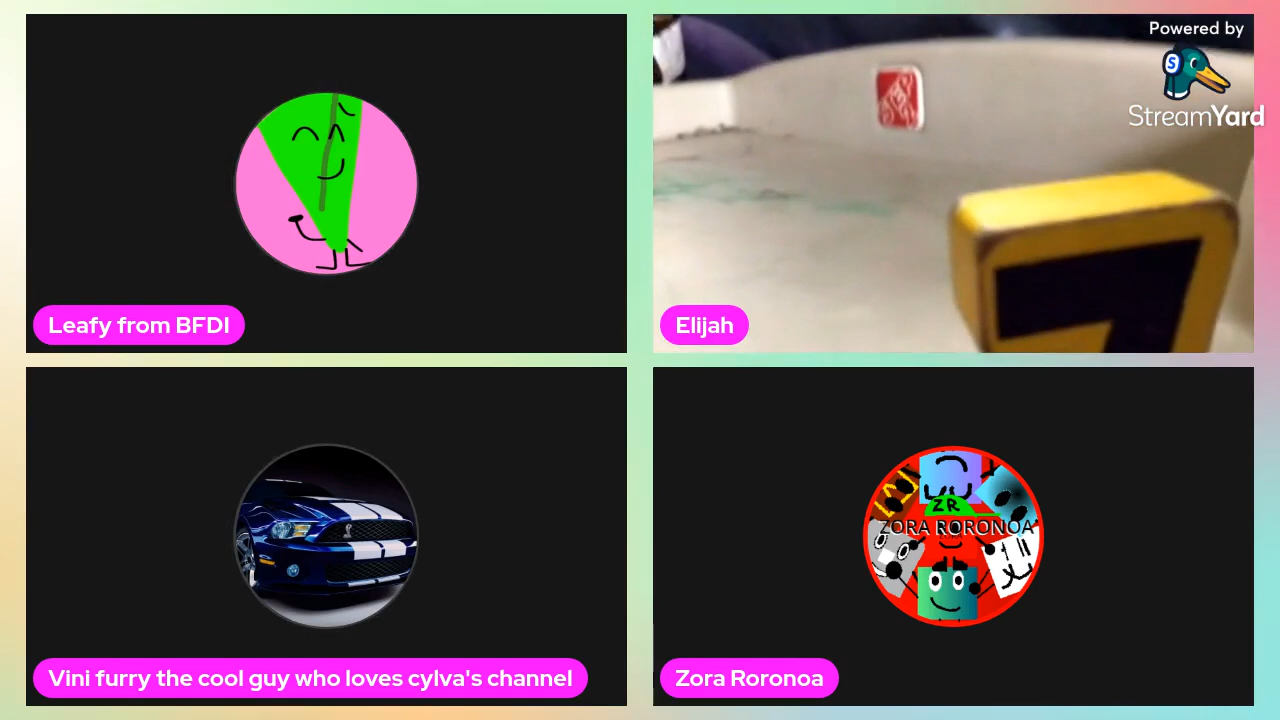 Powered by
S
StreamYard
Leafy from BFDI
Elijah
7
ZR
ZORA RORONOA
Vini furry the cool guy who loves cylva's channel
Zora Roronoa